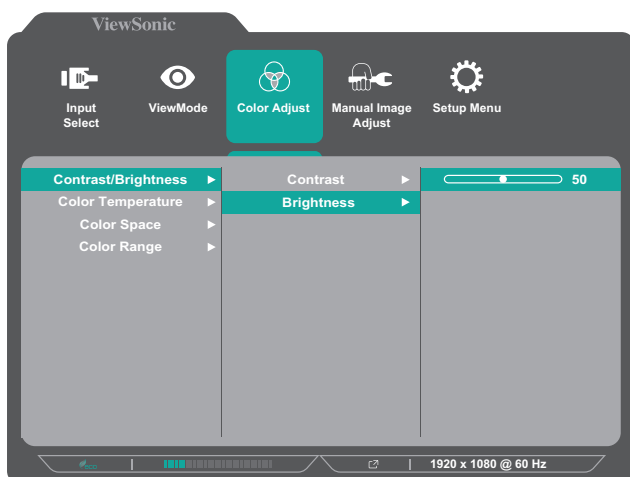 ViewSonic
Input Select
ViewMode
Color Adjust
Manual Image Adjust
Setup Menu
Contrast/Brightness
Contrast
50
Color Temperature
Brightness
Color Space
Color Range
ECO
1920 x 1080 @ 60 Hz